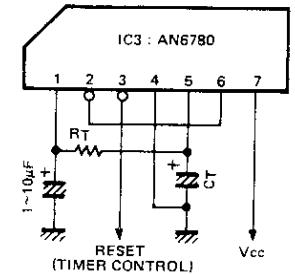 IC3 : AN6780
1 2 3 4 5 6 7
RT
+
+
1~10μF
CT
RESET
(TIMER CONTROL)
Vcc